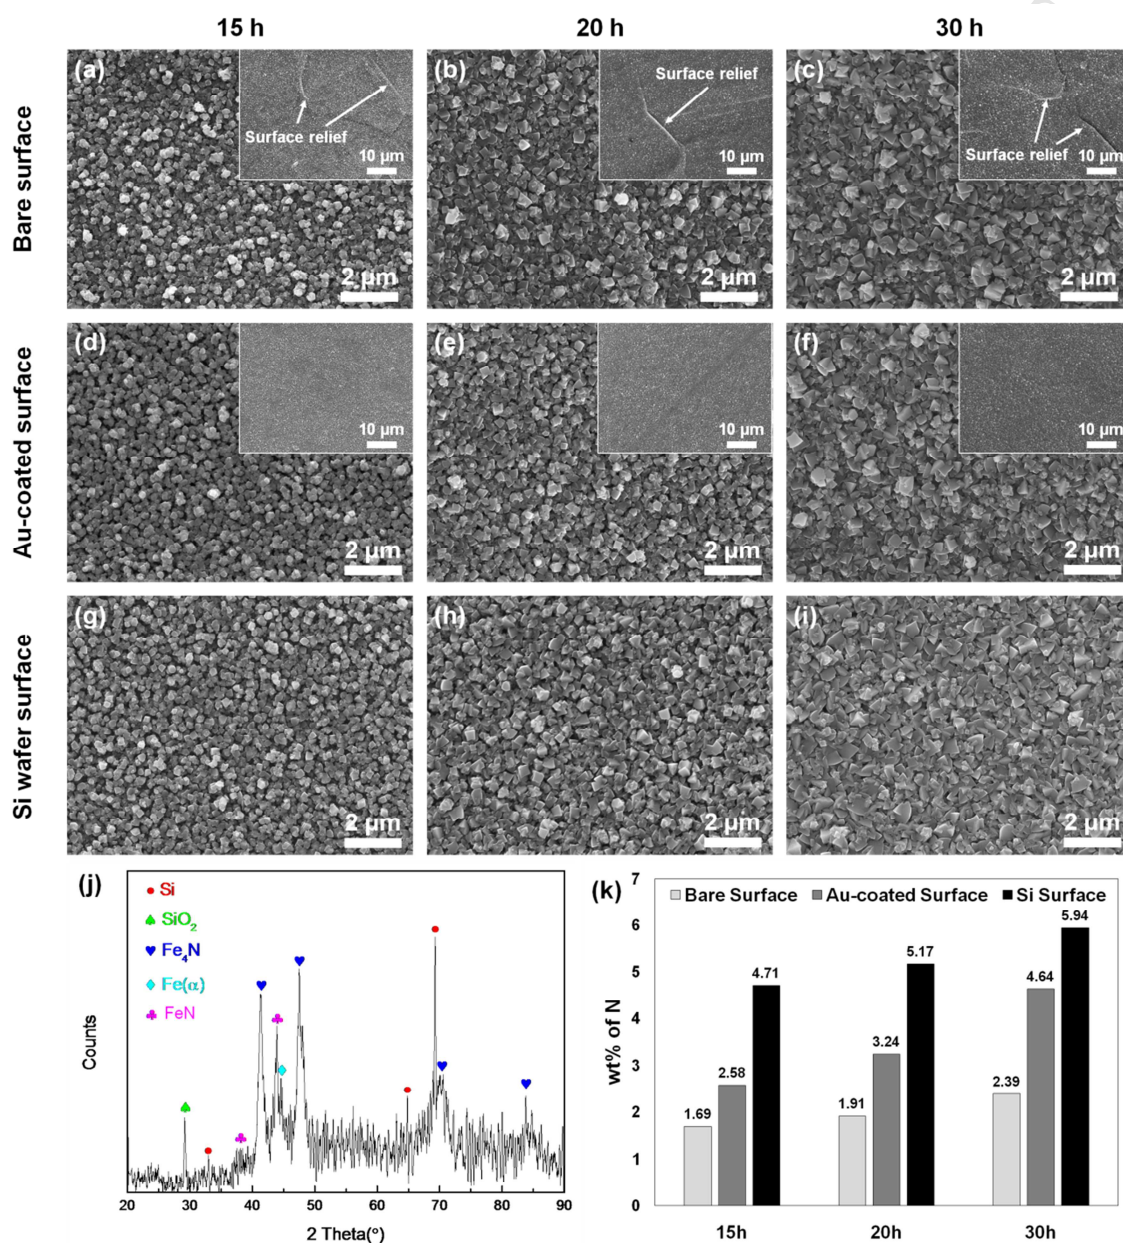 15 h 20 h 30 h
Bare surface
(a)
Surface relief
10 µm
2 µm
(b)
Surface relief
10 µm
2 µm
(c)
Surface relief
10 µm
2 µm
Au-coated surface
(d)
10 µm
2 µm
(e)
10 µm
2 µm
(f)
10 µm
2 µm
Si wafer surface
(g)
2 µm
(h)
2 µm
(i)
2 µm
(j)
Si
SiO₂
Fe₄N
Fe(α)
FeN
Counts
20 30 40 50 60 70 80 90
2 Theta(°)
(k)
Bare Surface Au-coated Surface Si Surface
wt% of N
7
6
5
4
3
2
1
0
1.69 2.58 4.71
1.91 3.24 5.17
2.39 4.64 5.94
15h 20h 30h